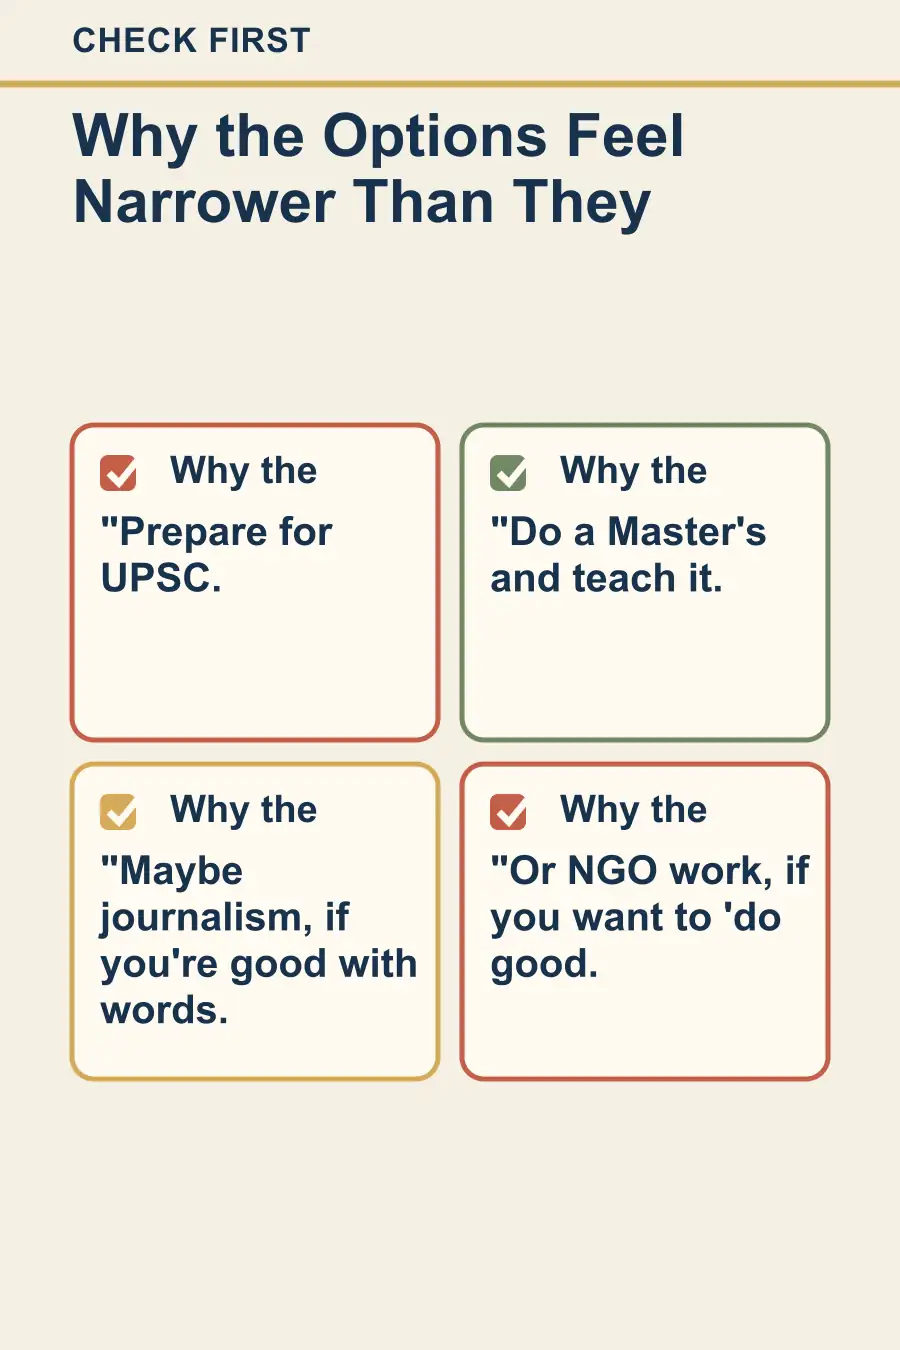 CHECK FIRST
Why the Options Feel
Narrower Than They
Why the
"Prepare for
UPSC.
Why the
"Do a Master's
and teach it.
Why the
"Maybe
journalism, if
you're good with
words.
Why the
"Or NGO work, if
you want to 'do
good.